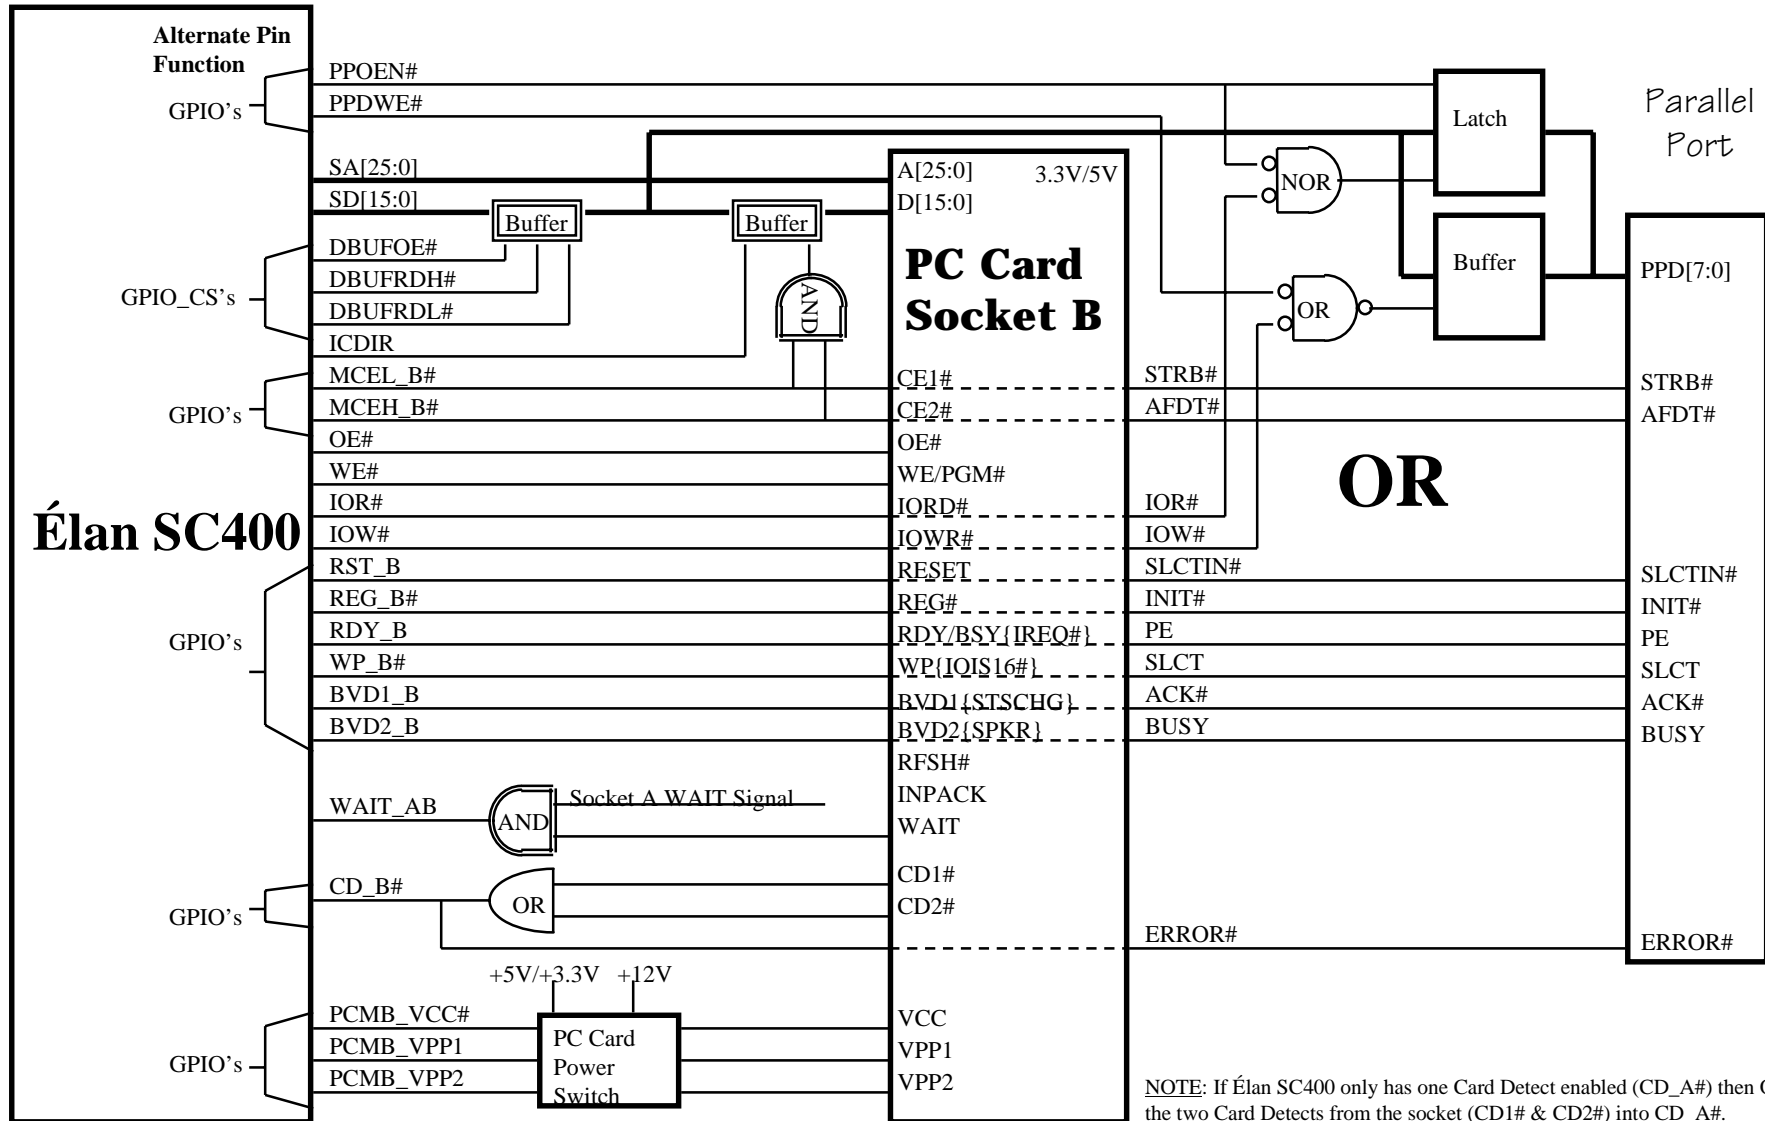 Alternate Pin
Function
GPIO's
PPOEN#
PPDWE#
SA[25:0]
SD[15:0]
Buffer
Buffer
DBUFOE#
DBUFRDH#
DBUFRDL#
ICDIR
GPIO_CS's
AND
MCEL_B#
MCEH_B#
GPIO's
OE#
WE#
IOR#
IOW#
Élan SC400
RST_B
REG_B#
RDY_B
WP_B#
BVD1_B
BVD2_B
GPIO's
WAIT_AB
AND
Socket A WAIT Signal
CD_B#
OR
GPIO's
+5V/+3.3V +12V
PCMB_VCC#
PCMB_VPP1
PCMB_VPP2
GPIO's
PC Card
Power
Switch
A[25:0] 3.3V/5V
D[15:0]
PC Card
Socket B
CE1#
CE2#
OE#
WE/PGM#
IORD#
IOWR#
RESET
REG#
RDY/BSY{IREQ#}
WP{IOIS16#}
BVD1{STSCHG}
BVD2{SPKR}
RFSH#
INPACK
WAIT
CD1#
CD2#
VCC
VPP1
VPP2
STRB#
AFDT#
IOR#
IOW#
SLCTIN#
INIT#
PE
SLCT
ACK#
BUSY
ERROR#
NOR
OR
Latch
Buffer
OR
Parallel
Port
PPD[7:0]
STRB#
AFDT#
SLCTIN#
INIT#
PE
SLCT
ACK#
BUSY
ERROR#
NOTE: If Élan SC400 only has one Card Detect enabled (CD_A#) then
the two Card Detects from the socket (CD1# & CD2#) into CD_A#.